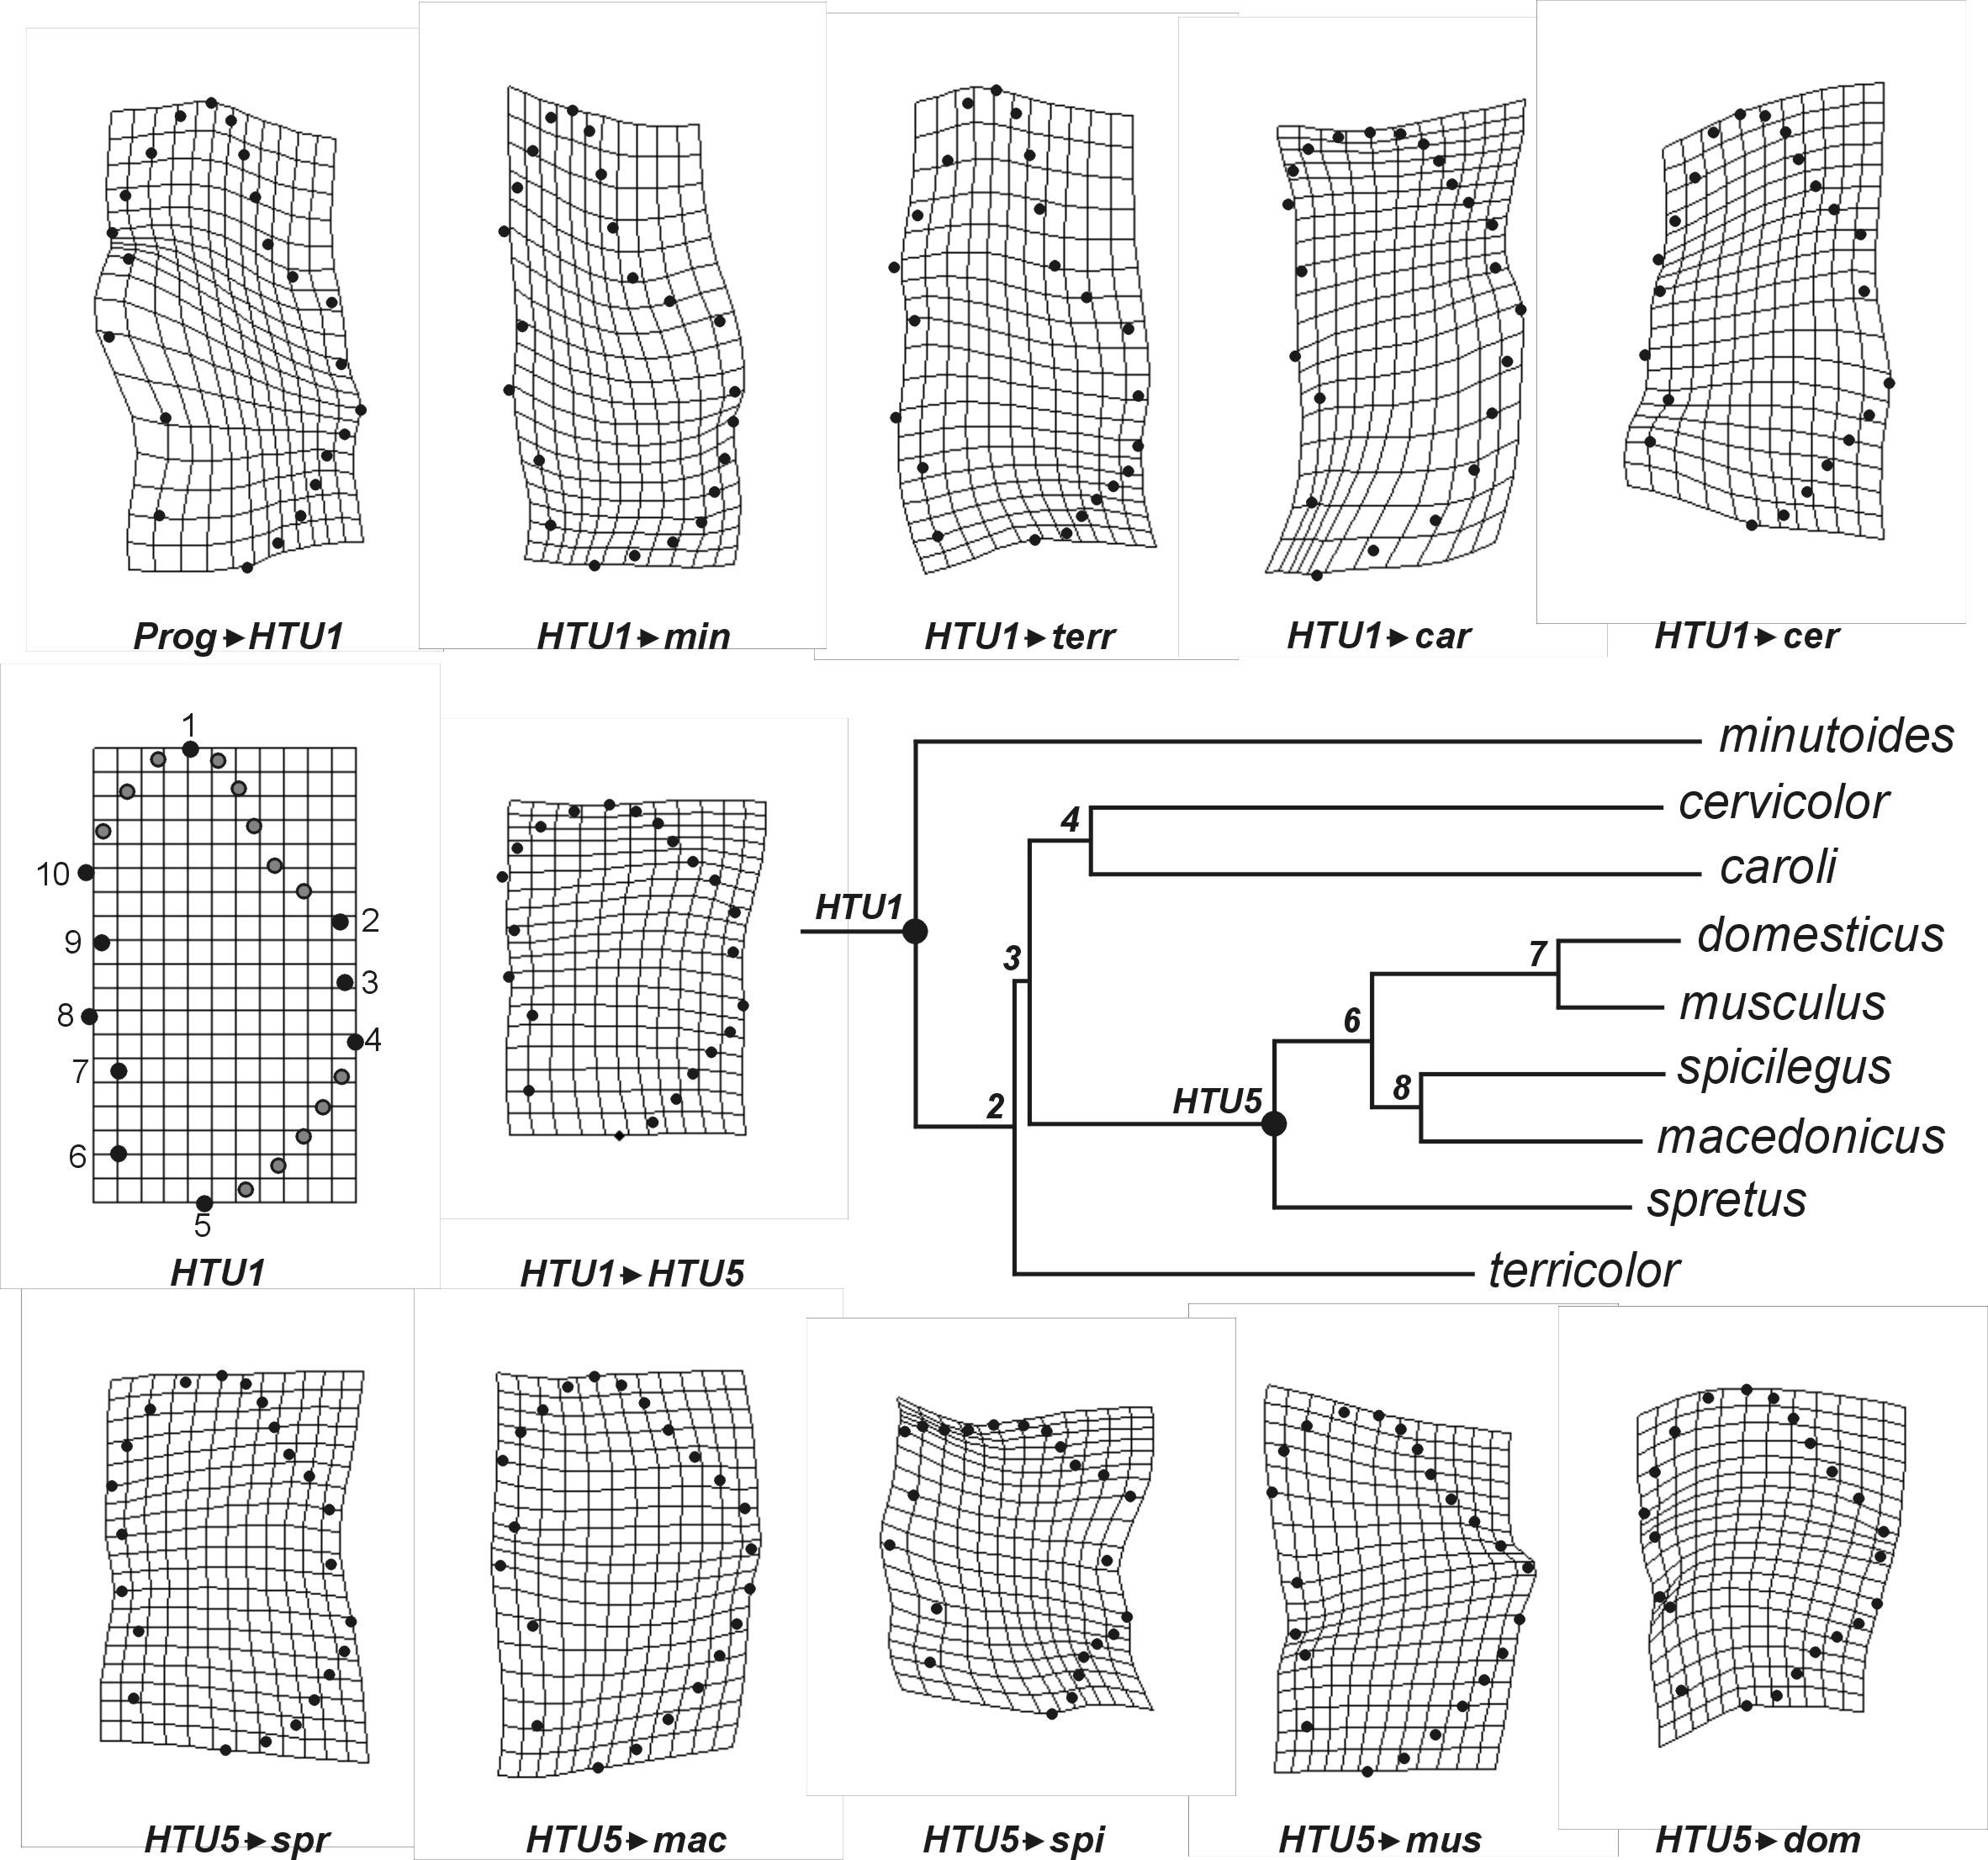 Prog►HTU1
HTU1►min
HTU1►terr
HTU1►car
HTU1►cer
1
10
2
9
3
8
4
7
6
5
HTU1
HTU1►HTU5
minutoides
4
cervicolor
caroli
HTU1
3
7
domesticus
musculus
6
8
spicilegus
HTU5
2
macedonicus
spretus
terricolor
HTU5►spr
HTU5►mac
HTU5►spi
HTU5►mus
HTU5►dom